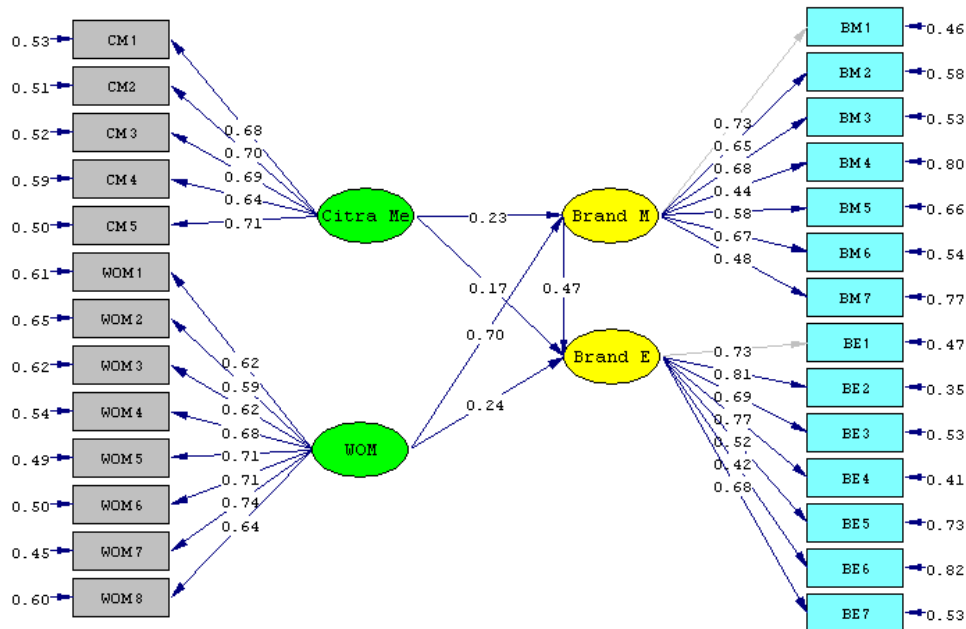 0.53
CM1
0.51
CM2
0.52
CM3
0.59
CM4
0.50
CM5
0.61
WOM1
0.65
WOM2
0.62
WOM3
0.54
WOM4
0.49
WOM5
0.50
WOM6
0.45
WOM7
0.60
WOM8
0.68
0.70
0.69
0.64
0.71
0.62
0.59
0.62
0.68
0.71
0.71
0.74
0.64
Citra Me
WOM
0.23
0.17
0.47
0.70
0.24
Brand M
Brand E
0.73
0.65
0.68
0.44
0.58
0.67
0.48
0.73
0.81
0.69
0.77
0.52
0.42
0.68
BM1
0.46
BM2
0.58
BM3
0.53
BM4
0.80
BM5
0.66
BM6
0.54
BM7
0.77
BE1
0.47
BE2
0.35
BE3
0.53
BE4
0.41
BE5
0.73
BE6
0.82
BE7
0.53